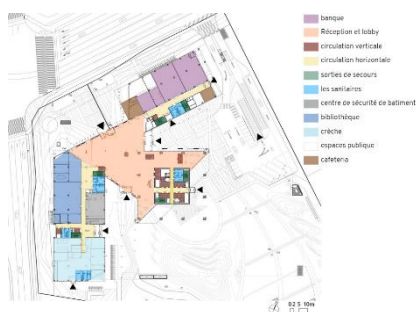 banque
Réception et lobby
circulation verticale
circulation horizontale
sorties de secours
les sanitaires
centre de sécurité de batiment
bibliothèque
crèche
espaces publique
cafeteria
0 2 5 10m